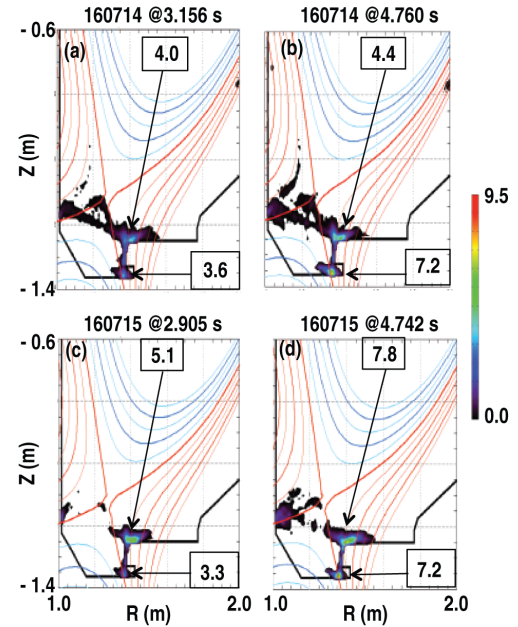 160714 @3.156 s
160714 @4.760 s
- 0.6
(a)
4.0
(b)
4.4
Z (m)
9.5
3.6
7.2
- 1.4
0.0
160715 @2.905 s
160715 @4.742 s
- 0.6
(c)
5.1
(d)
7.8
Z (m)
3.3
7.2
- 1.4
1.0
R (m)
2.0
R (m)
2.0